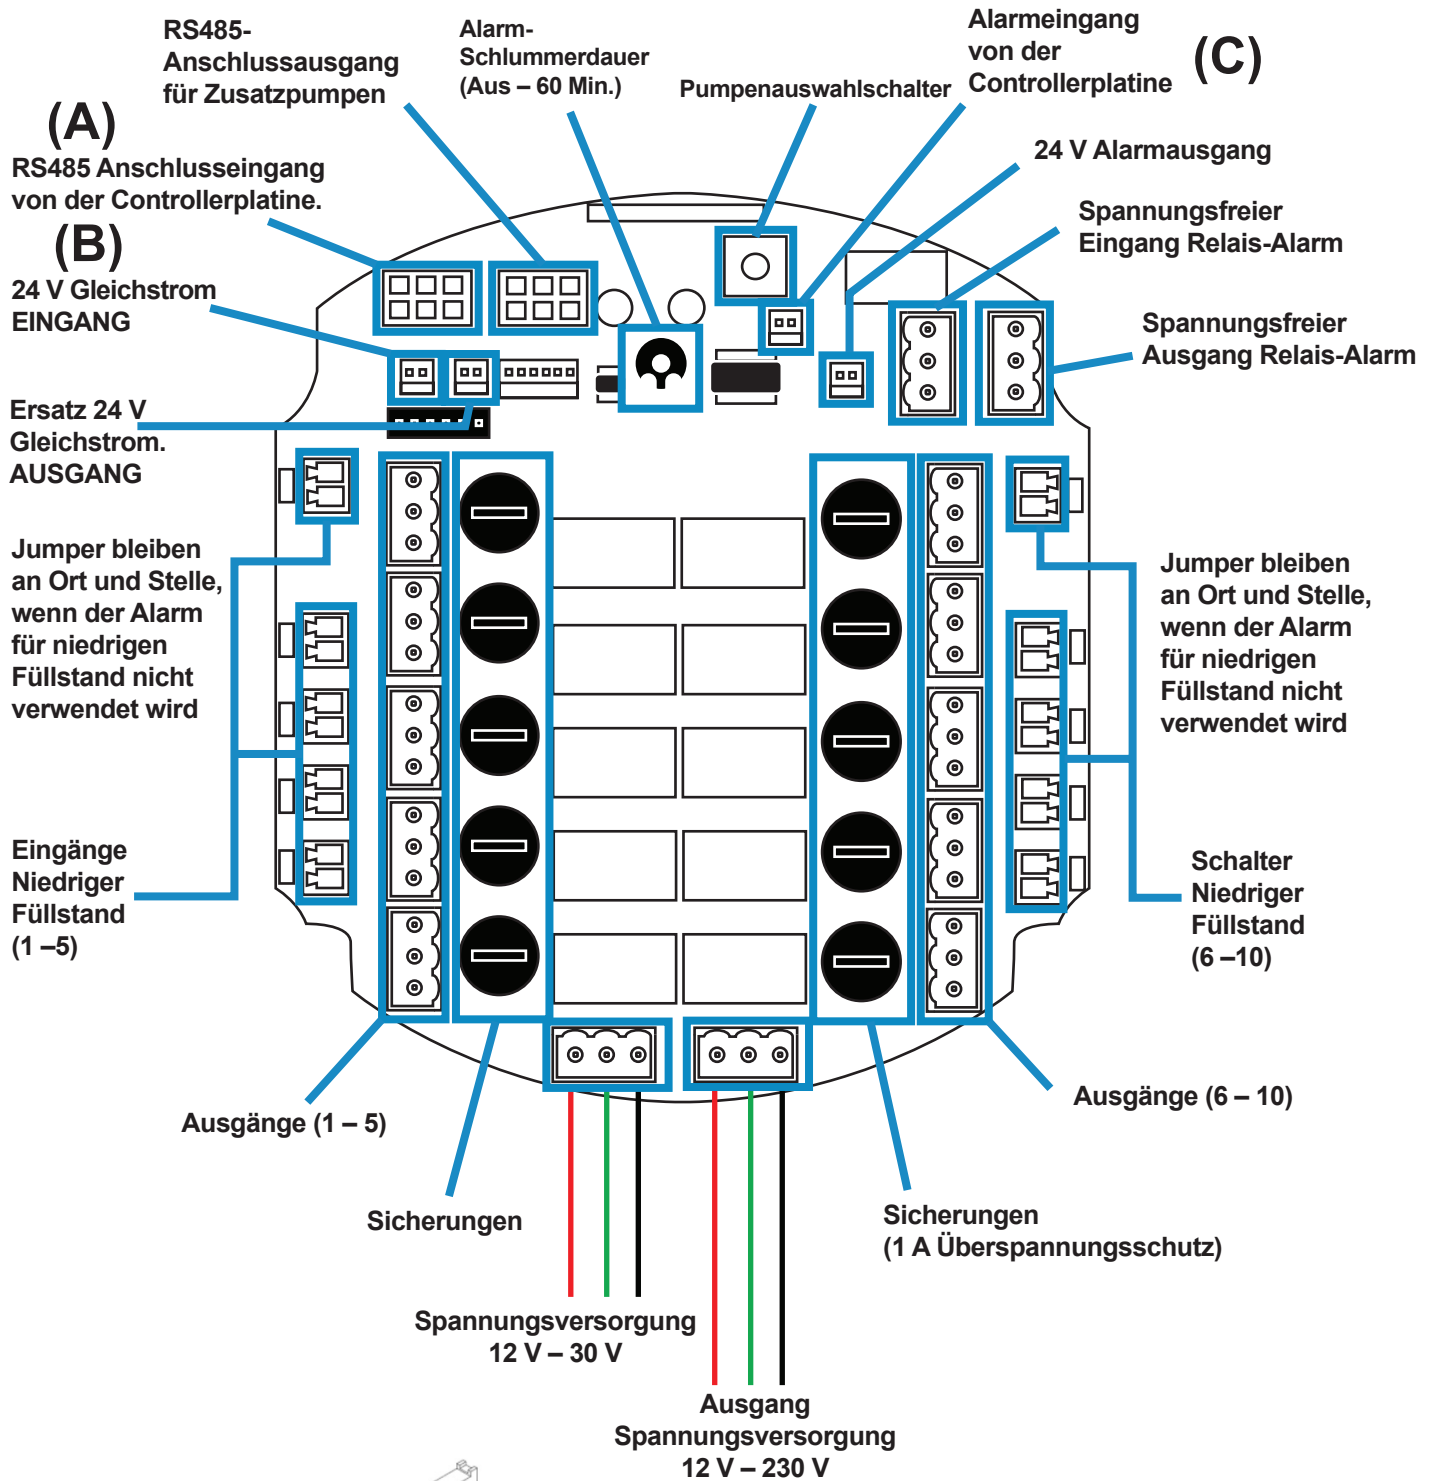 RS485-
Anschlussausgang
für Zusatzpumpen
Alarm-
Schlummerdauer
(Aus – 60 Min.)
Pumpenauswahlschalter
Alarmeingang
von der
Controllerplatine
(C)
(A)
RS485 Anschlusseingang
von der Controllerplatine.
24 V Alarmausgang
(B)
24 V Gleichstrom
EINGANG
Spannungsfreier
Eingang Relais-Alarm
Spannungsfreier
Ausgang Relais-Alarm
Ersatz 24 V
Gleichstrom.
AUSGANG
Jumper bleiben
an Ort und Stelle,
wenn der Alarm
für niedrigen
Füllstand nicht
verwendet wird
Jumper bleiben
an Ort und Stelle,
wenn der Alarm
für niedrigen
Füllstand nicht
verwendet wird
Eingänge
Niedriger
Füllstand
(1 –5)
Schalter
Niedriger
Füllstand
(6 –10)
Ausgänge (1 – 5)
Ausgänge (6 – 10)
Sicherungen
Sicherungen
(1 A Überspannungsschutz)
Spannungsversorgung
12 V – 30 V
Ausgang
Spannungsversorgung
12 V – 230 V